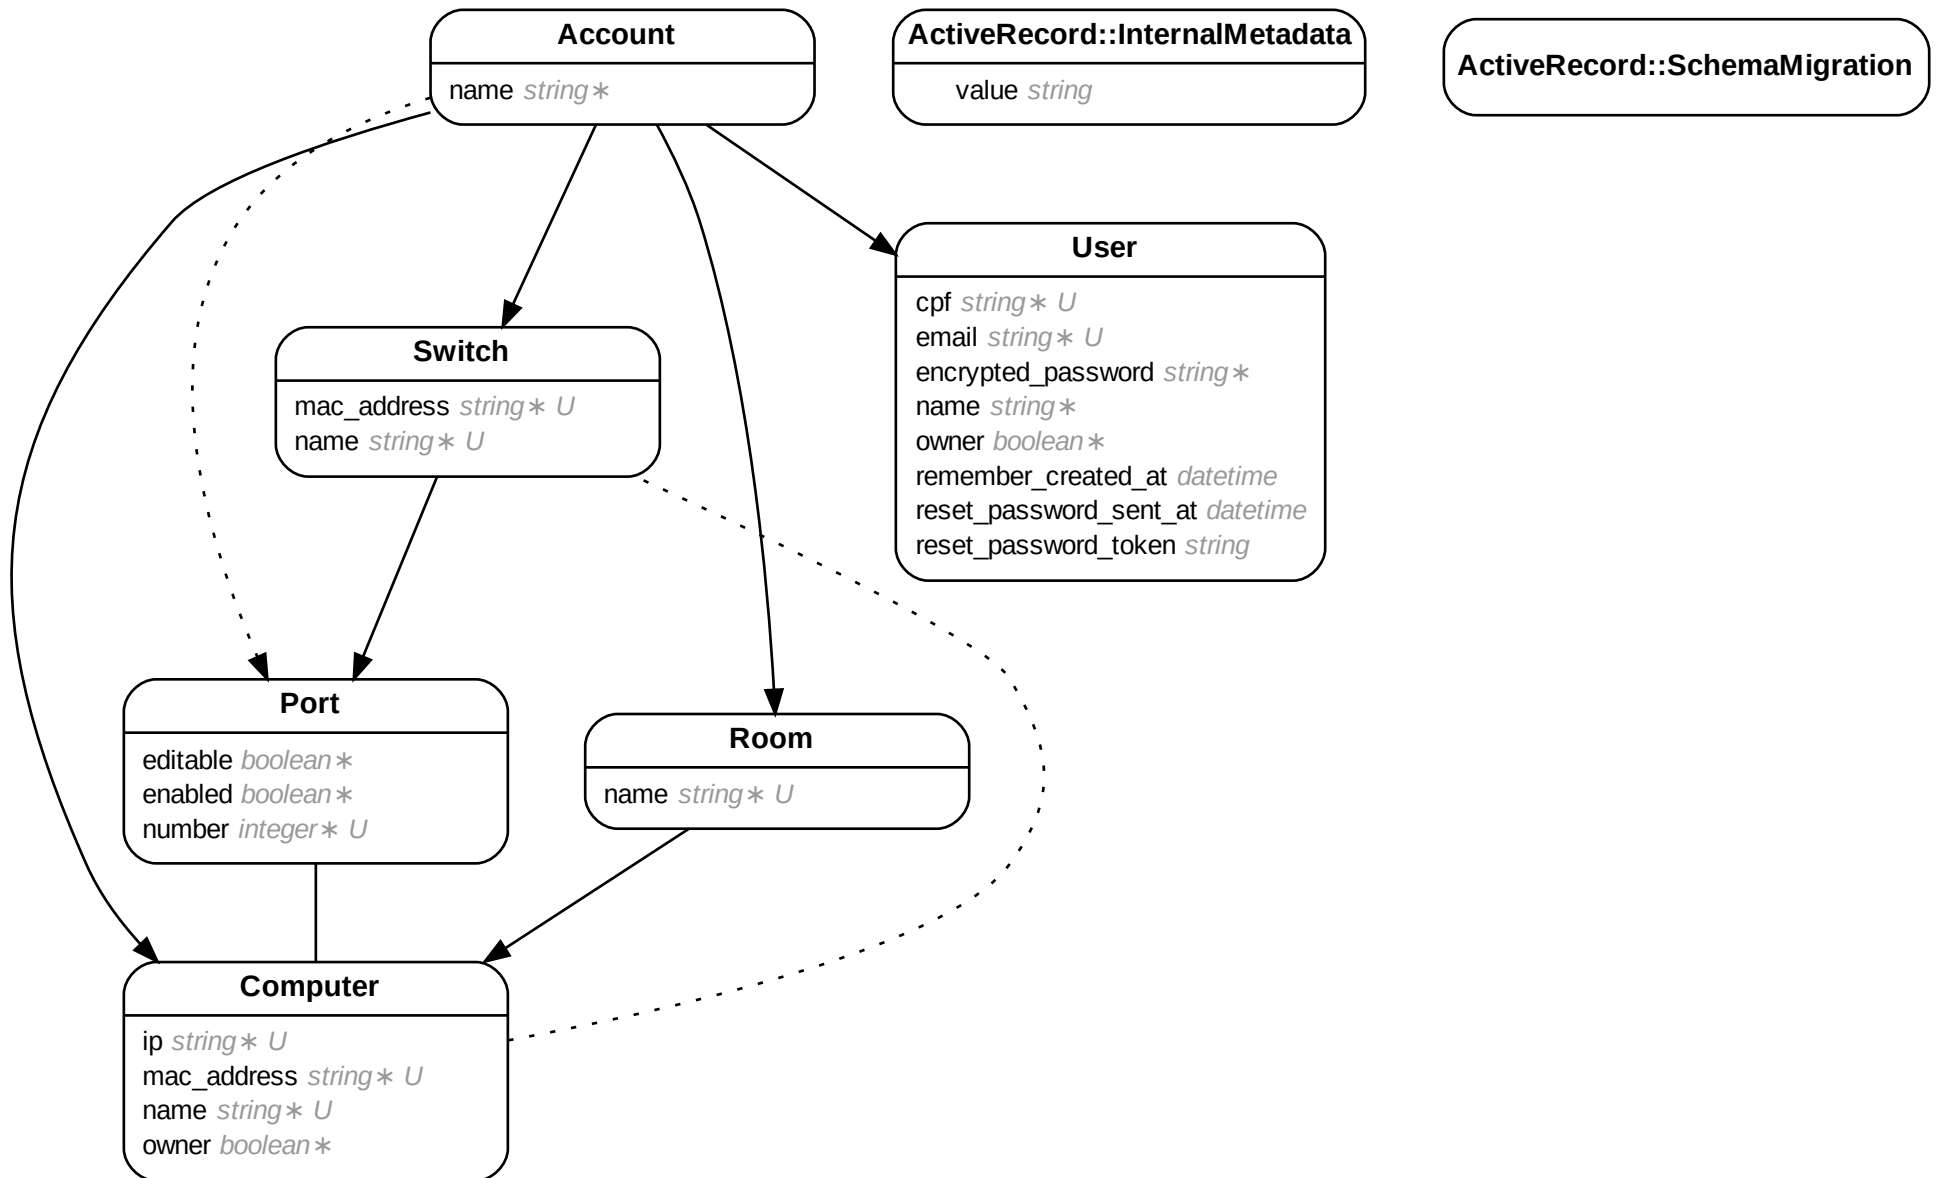 Account
name string∗
ActiveRecord::InternalMetadata
value string
ActiveRecord::SchemaMigration
User
cpf string∗ U
email string∗ U
encrypted_password string∗
name string∗
owner boolean∗
remember_created_at datetime
reset_password_sent_at datetime
reset_password_token string
Switch
mac_address string∗ U
name string∗ U
Port
editable boolean∗
enabled boolean∗
number integer∗ U
Room
name string∗ U
Computer
ip string∗ U
mac_address string∗ U
name string∗ U
owner boolean∗